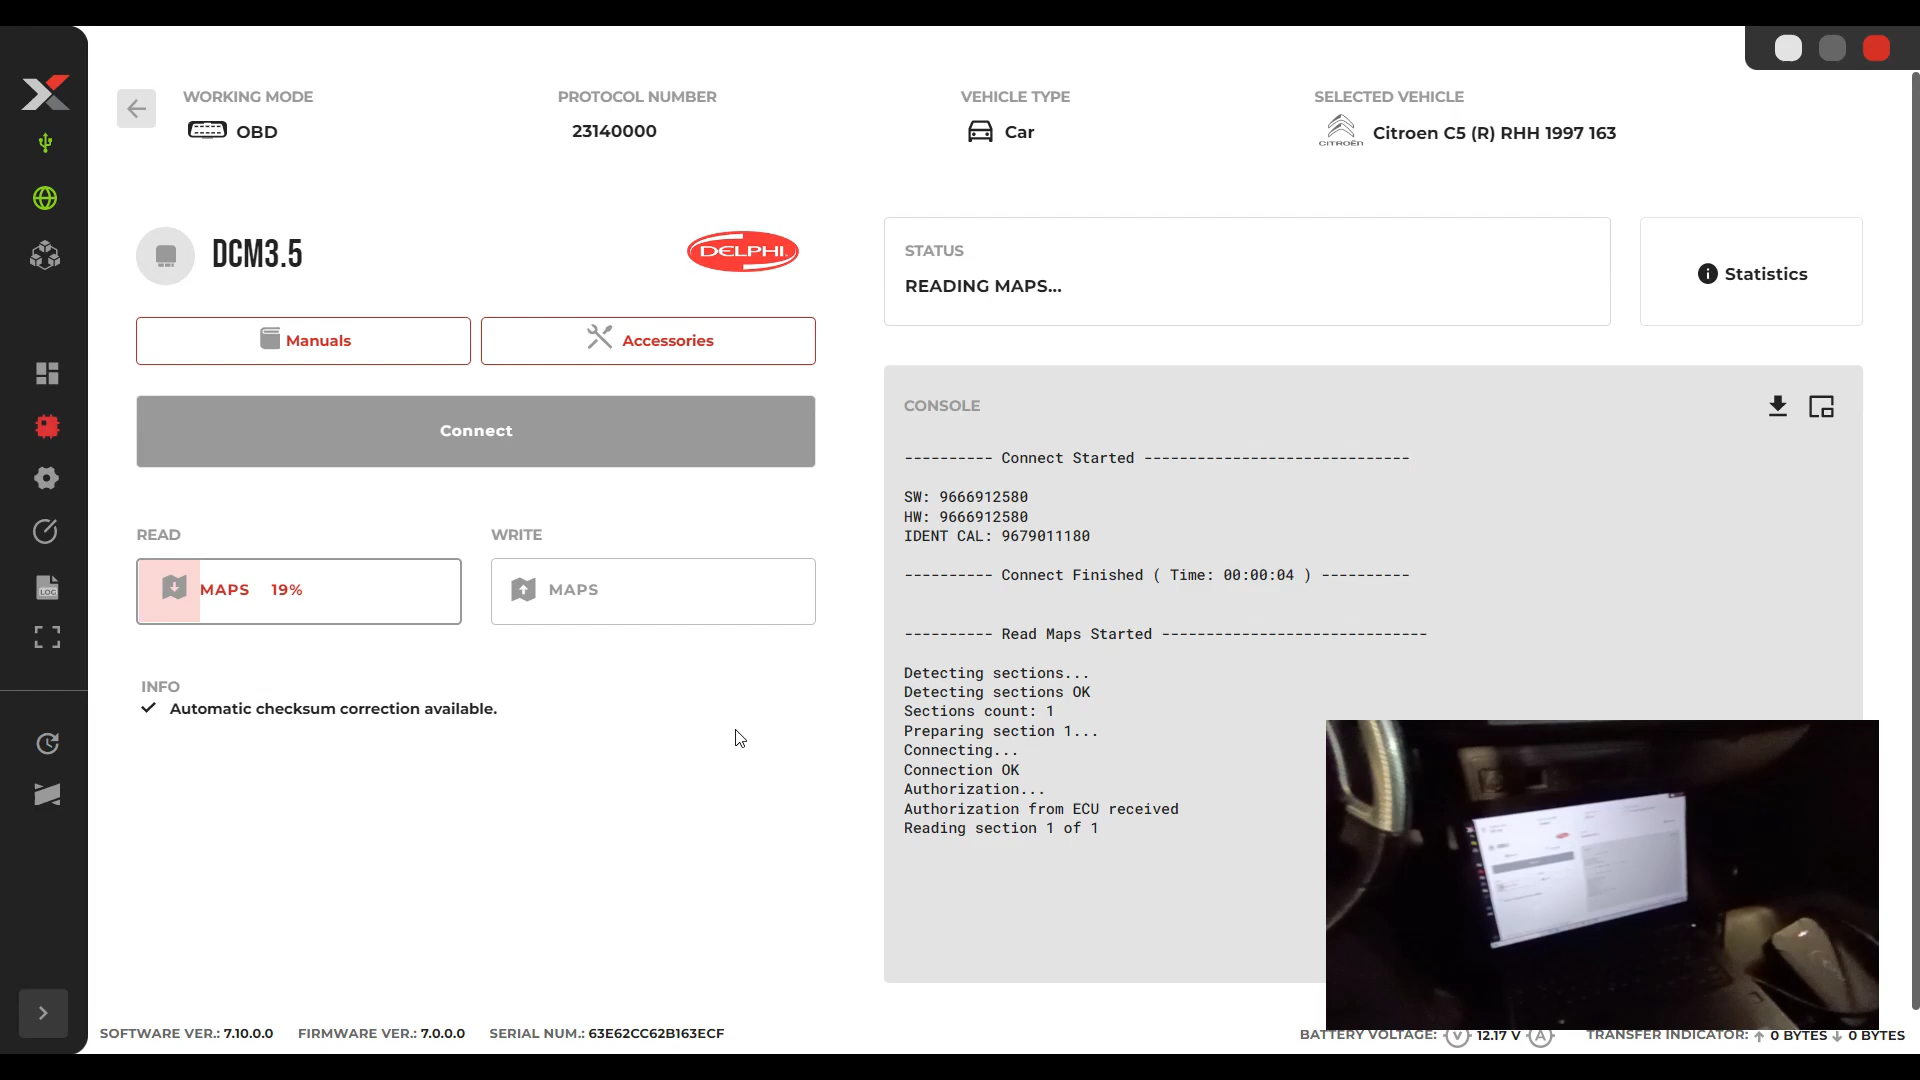 WORKING MODE
OBD
PROTOCOL NUMBER
23140000
VEHICLE TYPE
Car
SELECTED VEHICLE
CITROËN
Citroen C5 (R) RHH 1997 163
DCM3.5
DELPHI
Manuals
Accessories
Connect
READ
MAPS 19%
WRITE
MAPS
INFO
Automatic checksum correction available.
STATUS
READING MAPS...
Statistics
CONSOLE
---------- Connect Started ------------------------------
SW: 9666912580
HW: 9666912580
IDENT CAL: 9679011180
---------- Connect Finished ( Time: 00:00:04 ) ----------
---------- Read Maps Started ------------------------------
Detecting sections...
Detecting sections OK
Sections count: 1
Preparing section 1...
Connecting...
Connection OK
Authorization...
Authorization from ECU received
Reading section 1 of 1
LOG
SOFTWARE VER.: 7.10.0.0 FIRMWARE VER.: 7.0.0.0 SERIAL NUM.: 63E62CC62B163ECF
BATTERY VOLTAGE: V 12.17 V A TRANSFER INDICATOR: 0 BYTES 0 BYTES